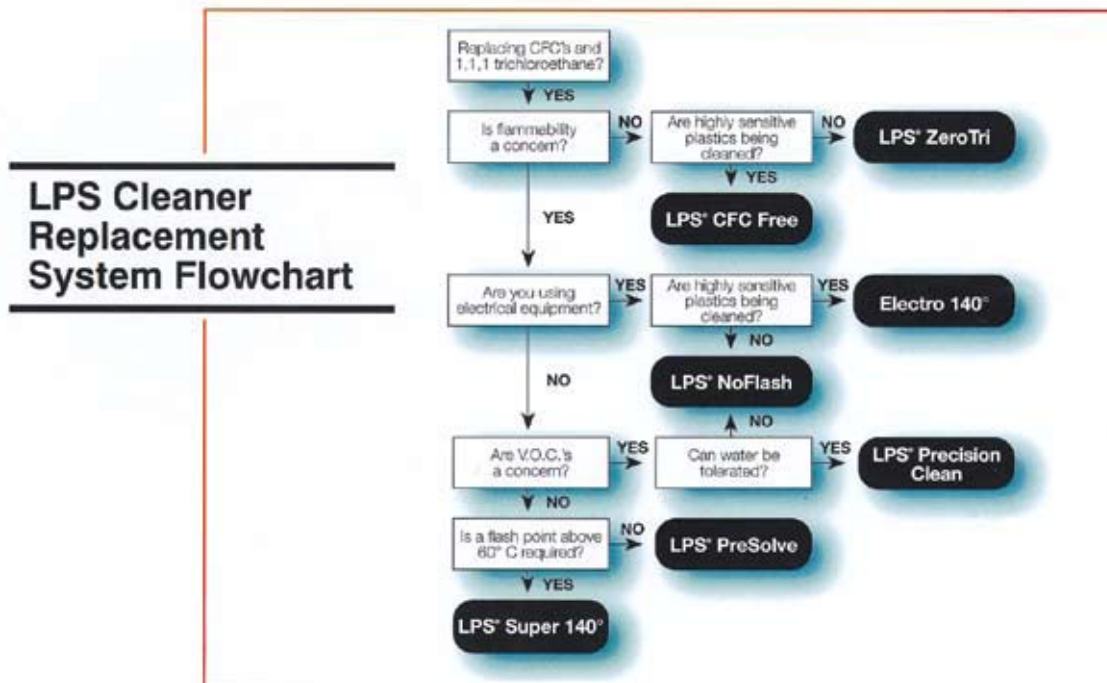 LPS Cleaner
Replacement
System Flowchart
Replacing CFC's and
1,1,1 trichloroethane?
YES
Is flammability
a concern?
NO
Are highly sensitive
plastics being
cleaned?
NO
LPS® ZeroTri
YES
LPS® CFC Free
YES
Are you using
electrical equipment?
YES
Are highly sensitive
plastics being
cleaned?
YES
Electro 140°
NO
LPS® NoFlash
NO
NO
Are V.O.C.'s
a concern?
YES
Can water be
tolerated?
YES
LPS® Precision
Clean
NO
Is a flash point above
60° C required?
NO
LPS® PreSolve
YES
LPS® Super 140°